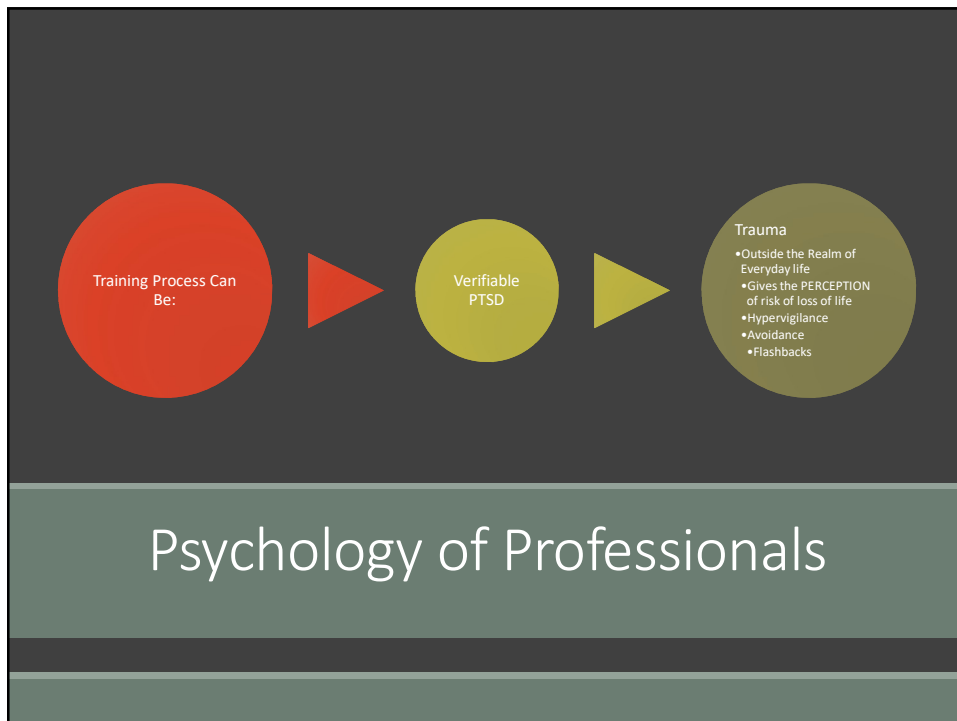 Training Process Can
Be:
Verifiable
PTSD
Trauma
•Outside the Realm of
Everyday life
•Gives the PERCEPTION
of risk of loss of life
•Hypervigilance
•Avoidance
•Flashbacks
Psychology of Professionals